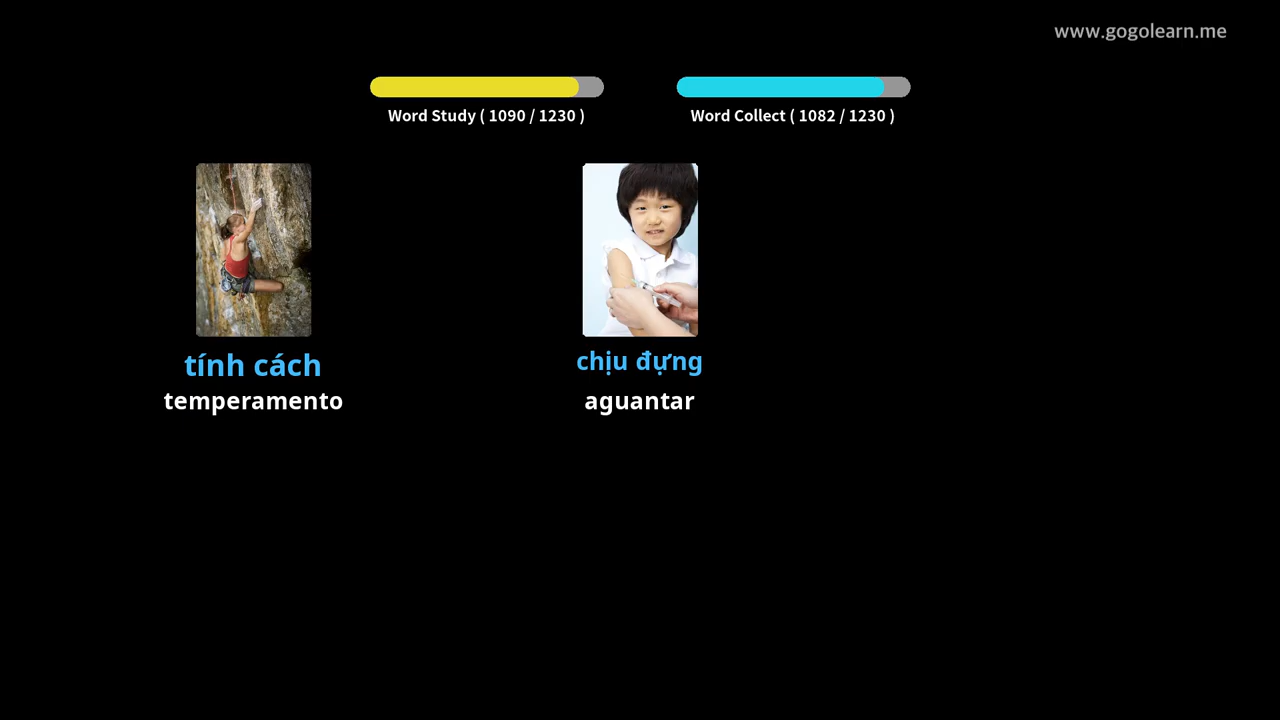 www.gogolearn.me
Word Study ( 1090 / 1230 )
Word Collect ( 1082 / 1230 )
tính cách
temperamento
chịu đựng
aguantar